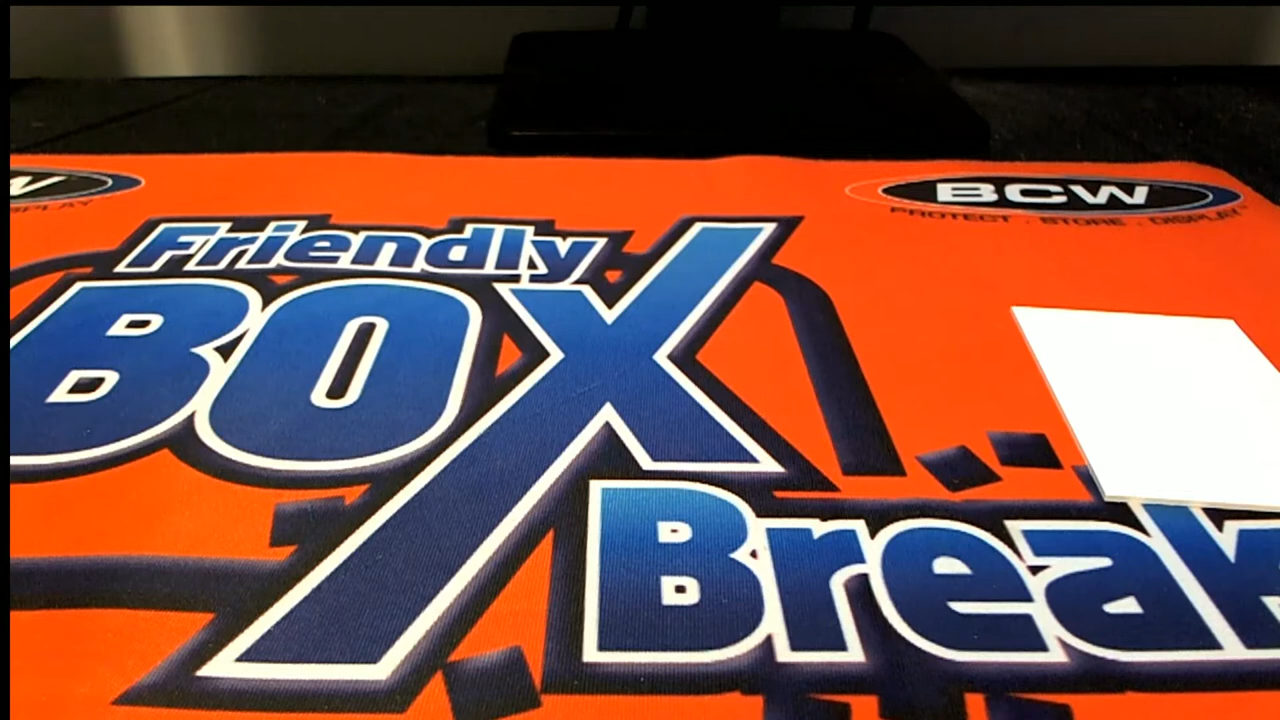 BCW
PROTECT . STORE . DISPLAY
Friendly
BOX
Break